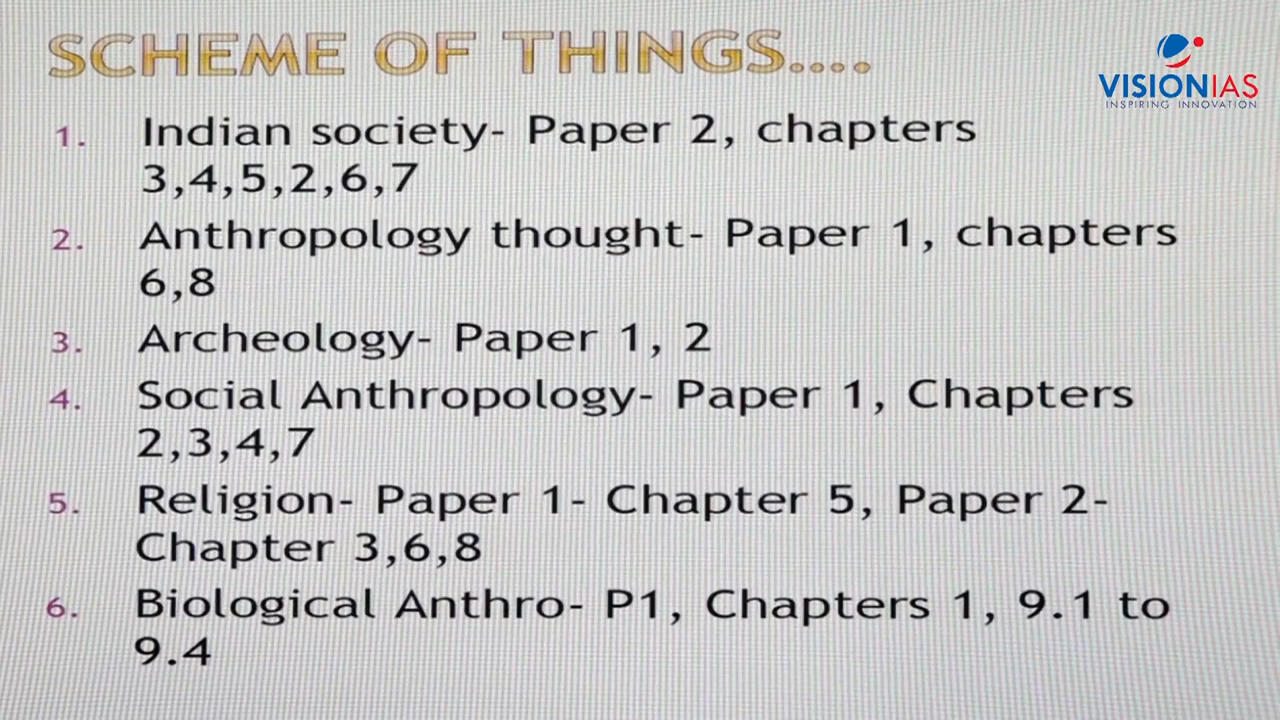 SCHEME OF THINGS....
VISIONIAS
INSPIRING INNOVATION
1. Indian society- Paper 2, chapters
3,4,5,2,6,7
2. Anthropology thought- Paper 1, chapters
6,8
3. Archeology- Paper 1, 2
4. Social Anthropology- Paper 1, Chapters
2,3,4,7
5. Religion- Paper 1- Chapter 5, Paper 2-
Chapter 3,6,8
6. Biological Anthro- P1, Chapters 1, 9.1 to
9.4